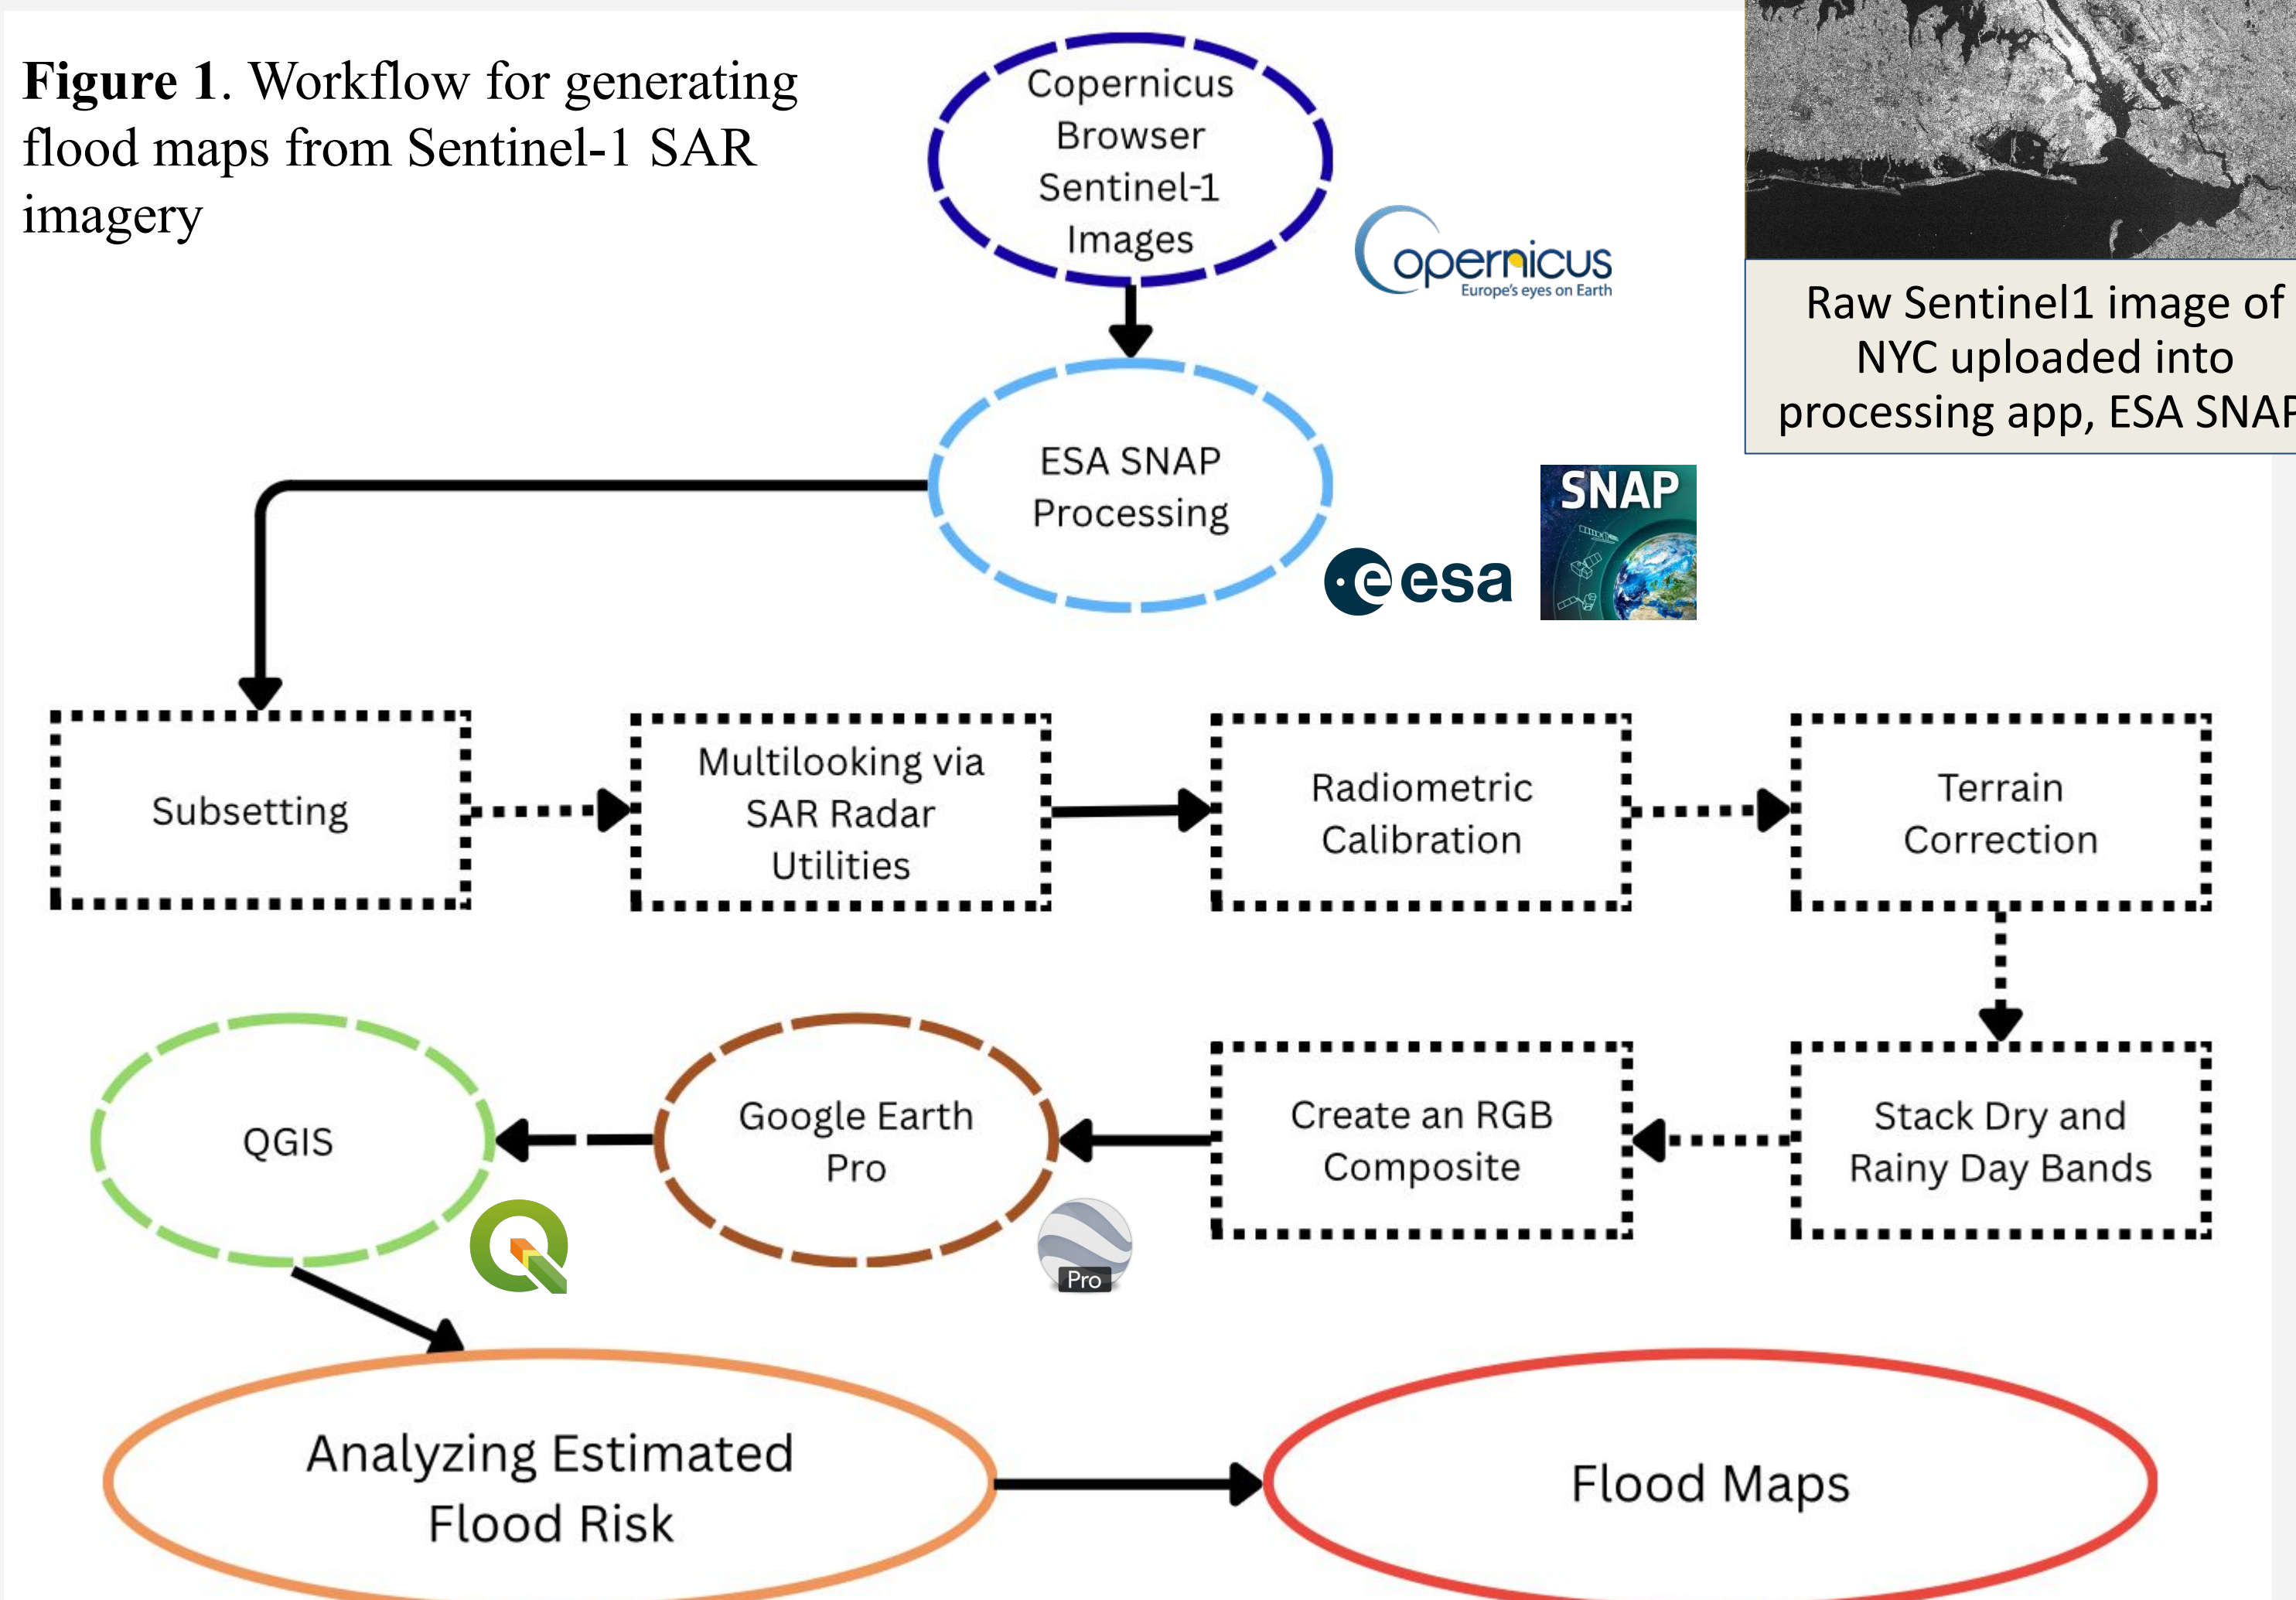 Figure 1. Workflow for generating
flood maps from Sentinel-1 SAR
imagery
Copernicus
Browser
Sentinel-1
Images
opernicus
Europe's eyes on Earth
Raw Sentinel1 image of
NYC uploaded into
processing app, ESA SNAP
ESA SNAP
Processing
esa
SNAP
Subsetting
Multilooking via
SAR Radar
Utilities
Radiometric
Calibration
Terrain
Correction
QGIS
Google Earth
Pro
Pro
Create an RGB
Composite
Stack Dry and
Rainy Day Bands
Analyzing Estimated
Flood Risk
Flood Maps